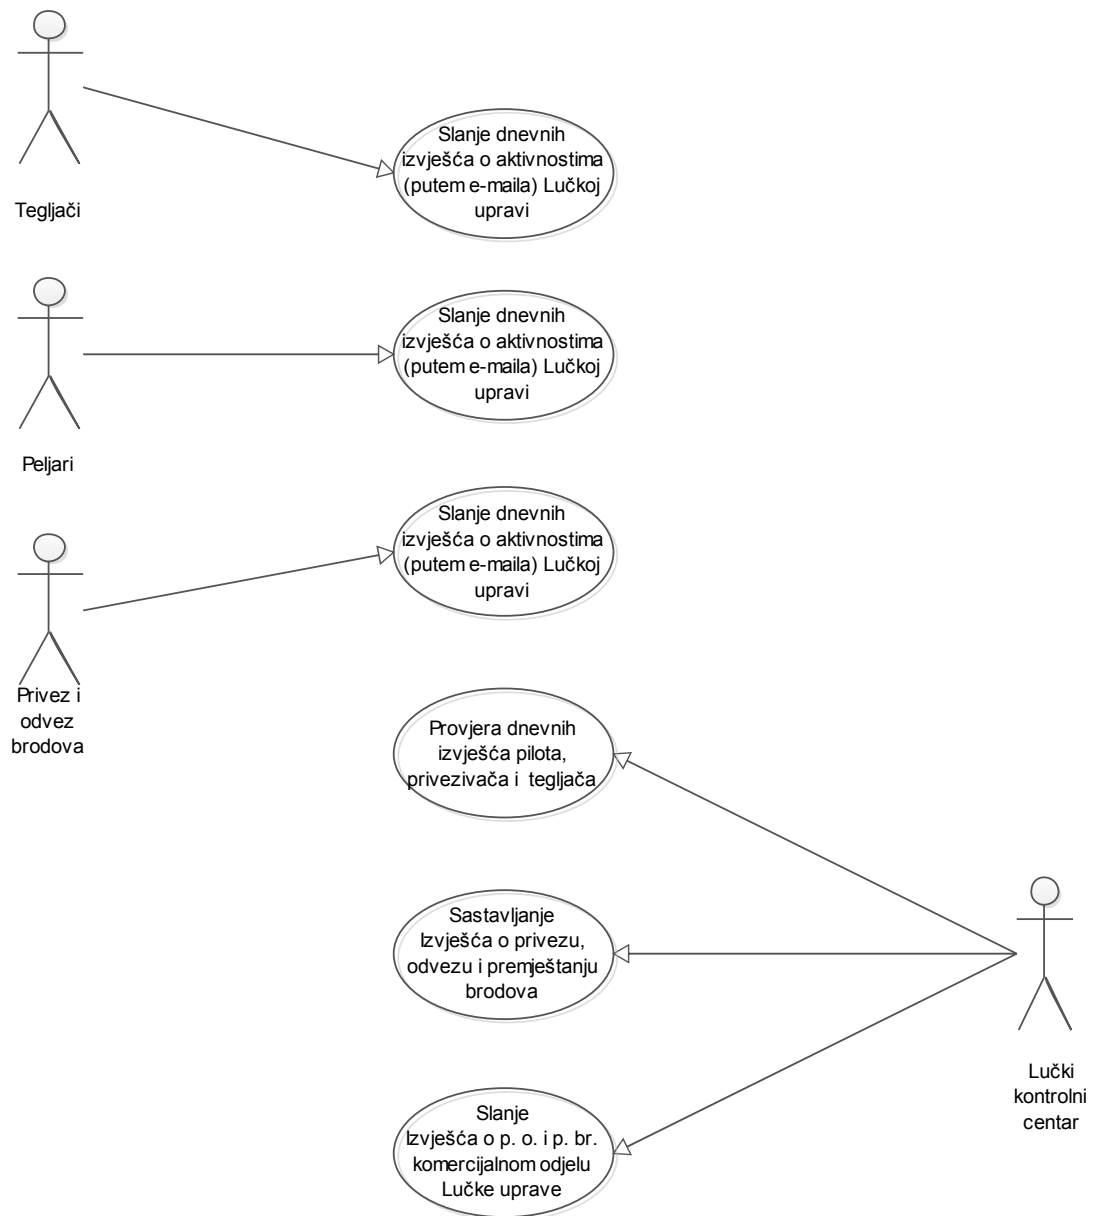 Tegljači
Slanje dnevnih
izvješća o aktivnostima
(putem e-maila) Lučkoj
upravi
Peljari
Slanje dnevnih
izvješća o aktivnostima
(putem e-maila) Lučkoj
upravi
Privez i
odvez
brodova
Slanje dnevnih
izvješća o aktivnostima
(putem e-maila) Lučkoj
upravi
Provjera dnevnih
izvješća pilota,
privezivača i tegljača
Sastavljanje
Izvješća o privezu,
odvezu i premještanju
brodova
Lučki
kontrolni
centar
Slanje
Izvješća o p. o. i p. br.
komercijalnom odjelu
Lučke uprave